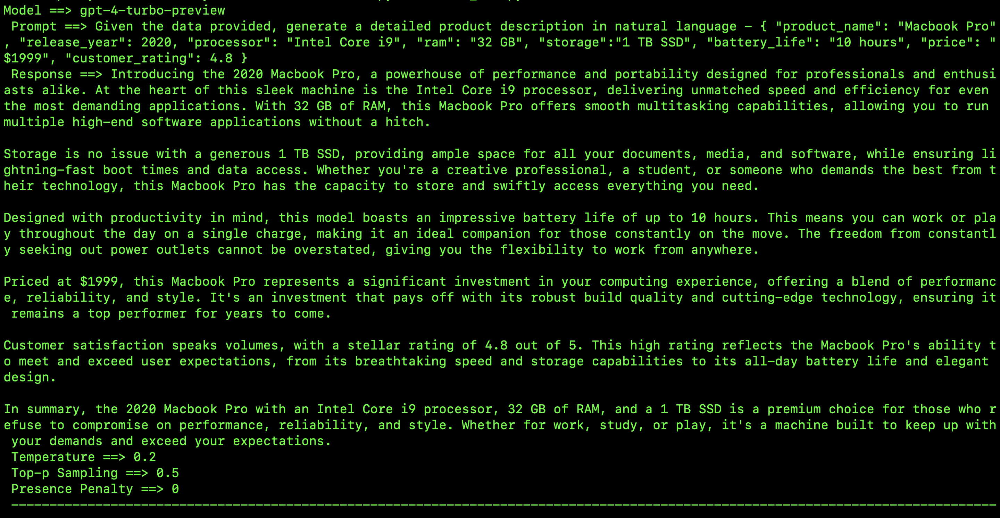 Model ==> gpt-4-turbo-preview
 Prompt ==> Given the data provided, generate a detailed product description in natural language - { "product_name": "Macbook Pro"
, "release_year": 2020, "processor": "Intel Core i9", "ram": "32 GB", "storage":"1 TB SSD", "battery_life": "10 hours", "price": "
$1999", "customer_rating": 4.8 }
 Response ==> Introducing the 2020 Macbook Pro, a powerhouse of performance and portability designed for professionals and enthusi
asts alike. At the heart of this sleek machine is the Intel Core i9 processor, delivering unmatched speed and efficiency for even
the most demanding applications. With 32 GB of RAM, this Macbook Pro offers smooth multitasking capabilities, allowing you to run
multiple high-end software applications without a hitch.

Storage is no issue with a generous 1 TB SSD, providing ample space for all your documents, media, and software, while ensuring li
ghtning-fast boot times and data access. Whether you're a creative professional, a student, or someone who demands the best from t
heir technology, this Macbook Pro has the capacity to store and swiftly access everything you need.

Designed with productivity in mind, this model boasts an impressive battery life of up to 10 hours. This means you can work or pla
y throughout the day on a single charge, making it an ideal companion for those constantly on the move. The freedom from constantl
y seeking out power outlets cannot be overstated, giving you the flexibility to work from anywhere.

Priced at $1999, this Macbook Pro represents a significant investment in your computing experience, offering a blend of performanc
e, reliability, and style. It's an investment that pays off with its robust build quality and cutting-edge technology, ensuring it
 remains a top performer for years to come.

Customer satisfaction speaks volumes, with a stellar rating of 4.8 out of 5. This high rating reflects the Macbook Pro's ability t
o meet and exceed user expectations, from its breathtaking speed and storage capabilities to its all-day battery life and elegant
design.

In summary, the 2020 Macbook Pro with an Intel Core i9 processor, 32 GB of RAM, and a 1 TB SSD is a premium choice for those who r
efuse to compromise on performance, reliability, and style. Whether for work, study, or play, it's a machine built to keep up with
 your demands and exceed your expectations.
 Temperature ==> 0.2
 Top-p Sampling ==> 0.5
 Presence Penalty ==> 0
 ---------------------------------------------------------------------------------------------------------------------------------